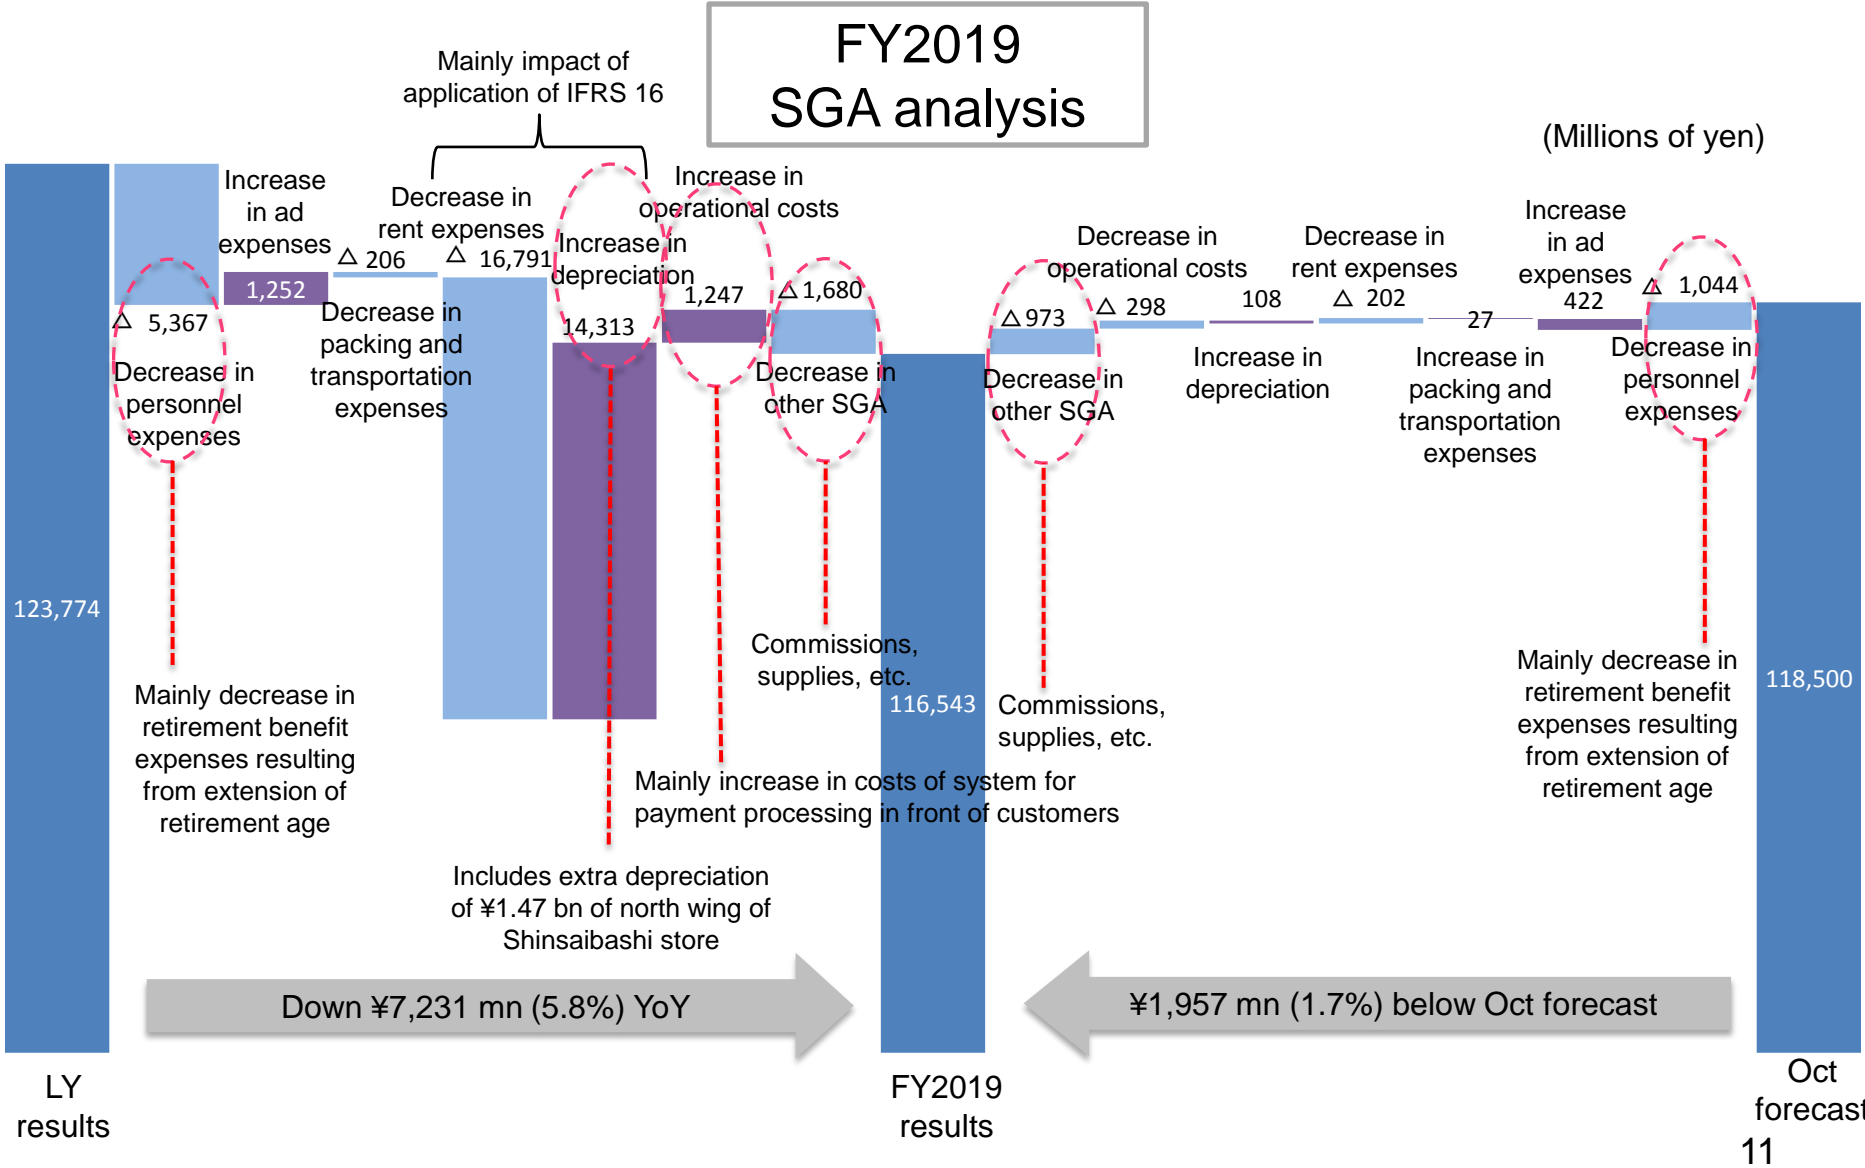 FY2019
SGA analysis
(Millions of yen)
Mainly impact of
application of IFRS 16
123,774
△ 5,367
Decrease in
personnel
expenses
Mainly decrease in
retirement benefit
expenses resulting
from extension of
retirement age
Increase
in ad
expenses
1,252
△ 206
Decrease in
packing and
transportation
expenses
Decrease in
rent expenses
△ 16,791
Increase in
depreciation
14,313
Includes extra depreciation
of ¥1.47 bn of north wing of
Shinsaibashi store
Increase in
operational costs
1,247
Mainly increase in costs of system for
payment processing in front of customers
△ 1,680
Decrease in
other SGA
Commissions,
supplies, etc.
116,543
△ 973
Decrease in
other SGA
Commissions,
supplies, etc.
Decrease in
operational costs
△ 298
108
Increase in
depreciation
Decrease in
rent expenses
△ 202
27
Increase in
packing and
transportation
expenses
Increase
in ad
expenses
422
△ 1,044
Decrease in
personnel
expenses
Mainly decrease in
retirement benefit
expenses resulting
from extension of
retirement age
118,500
Down ¥7,231 mn (5.8%) YoY
¥1,957 mn (1.7%) below Oct forecast
LY
results
FY2019
results
Oct
forecast
11